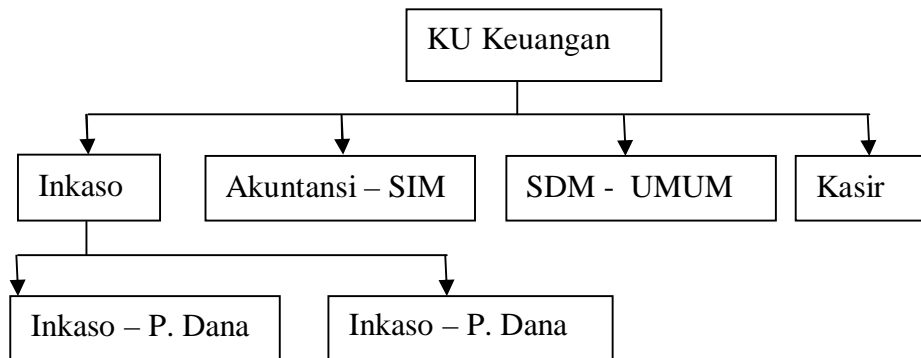 KU Keuangan
Inkaso
Akuntansi – SIM
SDM - UMUM
Kasir
Inkaso – P. Dana
Inkaso – P. Dana